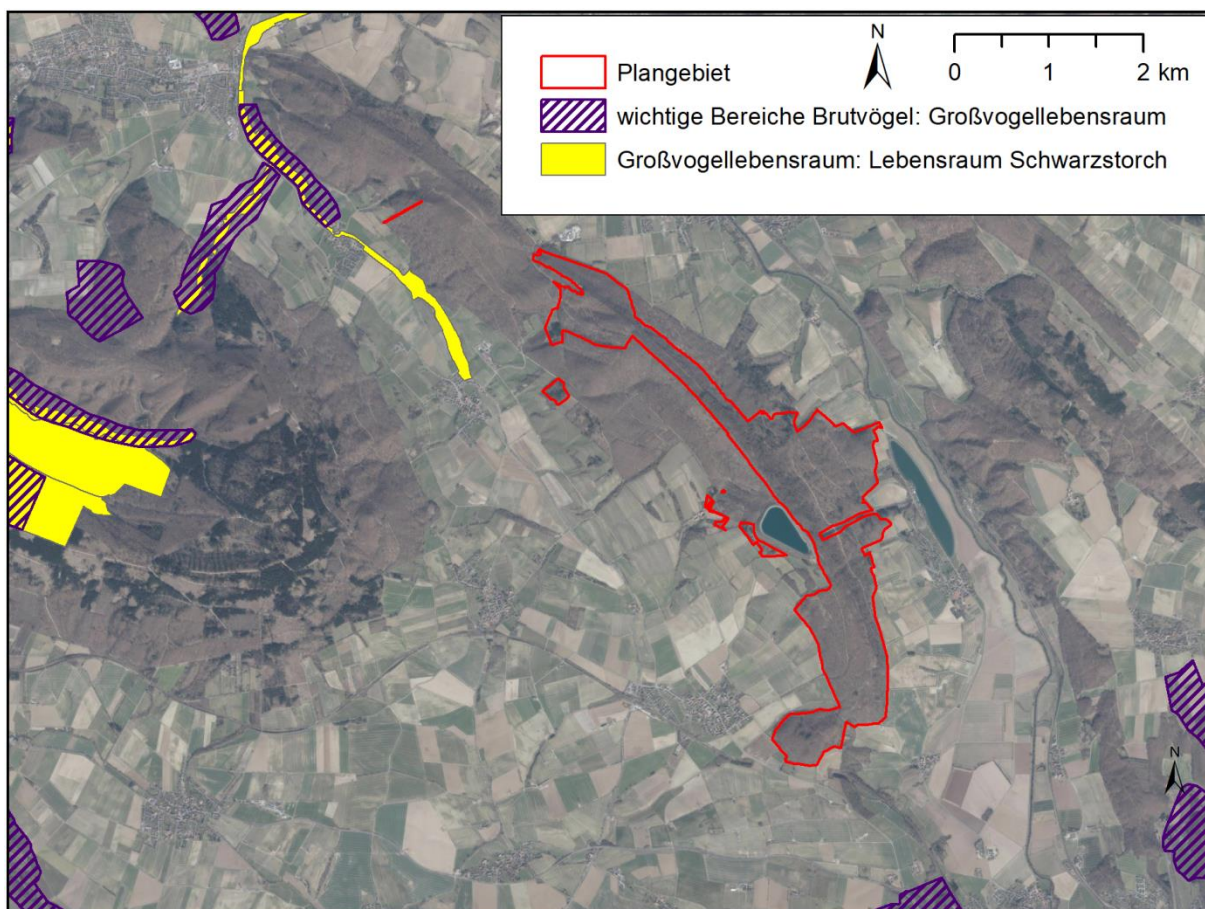 Plangebiet
N
0 1 2 km
wichtige Bereiche Brutvögel: Großvogellebensraum
Großvogellebensraum: Lebensraum Schwarzstorch
N